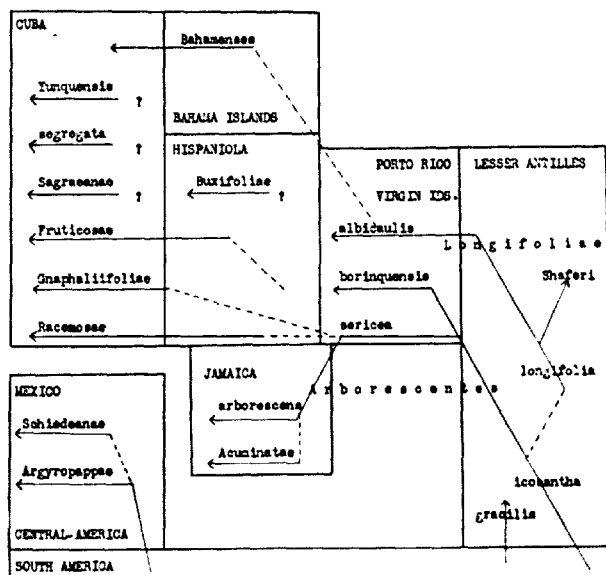 CUBA
Bahamenses
Yunquensis ?
segregata ?
BAHAMA ISLANDS
HISPANIOLA
Sagraeanae ?
Buxifoliae ?
PORTO RICO
VIRGIN IDS.
LESSER ANTILLES
Fruticosae
albicaulis
Longifoliae
Gnaphaliifoliae
borinquensis
Shaferi
Racemosae
sericea
JAMAICA
Arborescentes
longifolia
MEXICO
arborescens
Schiedeanae
Acuminatae
Argyropappae
icosantha
gracilis
CENTRAL-AMERICA
SOUTH AMERICA